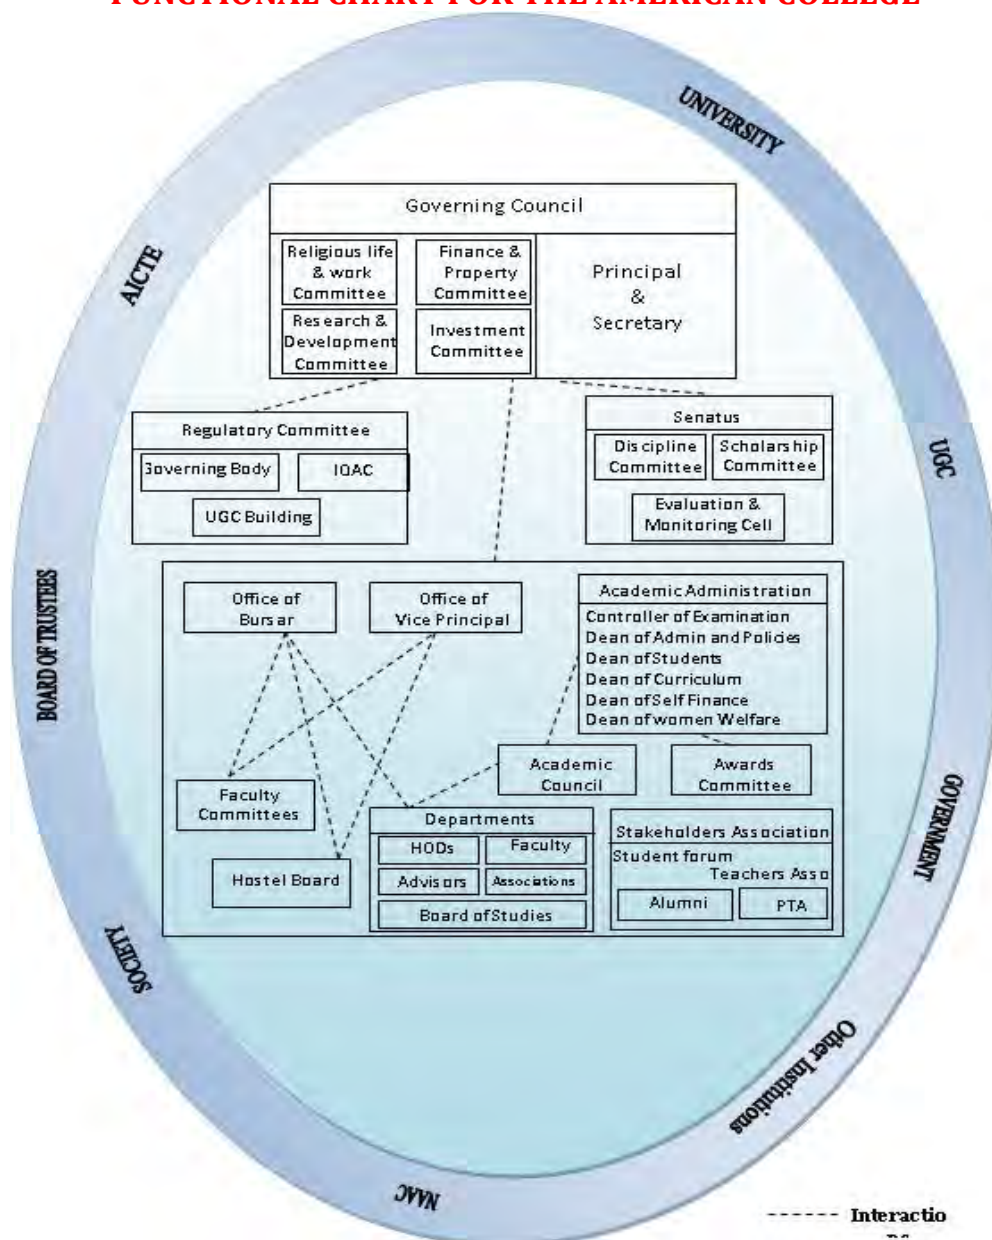 FUNCTIONAL CHART FOR THE AMERICAN COLLEGE
UNIVERSITY
AICTE
UGC
BOARD OF TRUSTEES
GOVERNMENT
SOCIETY
Other Institutions
NAAC
Governing Council
Religious life
& work
Committee
Finance &
Property
Committee
Research &
Development
Committee
Investment
Committee
Principal
&
Secretary
Regulatory Committee
Governing Body
IQAC
UGC Building
Senatus
Discipline
Committee
Scholarship
Committee
Evaluation &
Monitoring Cell
Office of
Bursar
Office of
Vice Principal
Academic Administration
Controller of Examination
Dean of Admin and Policies
Dean of Students
Dean of Curriculum
Dean of Self Finance
Dean of women Welfare
Academic
Council
Awards
Committee
Faculty
Committees
Hostel Board
Departments
HODs
Faculty
Advisors
Associations
Board of Studies
Stakeholders Association
Student forum
Teachers Asso
Alumni
PTA
Interactio